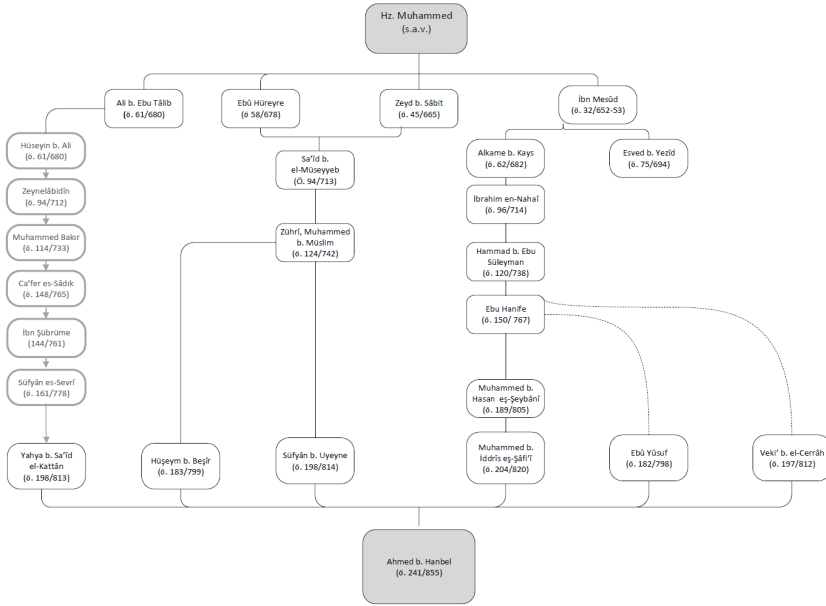 Hz. Muhammed
(s.a.v.)
Ali b. Ebu Tâlib
(ö. 61/680)
Ebû Hüreyre
(ö 58/678)
Zeyd b. Sâbit
(ö. 45/665)
İbn Mesûd
(ö. 32/652-53)
Hüseyin b. Ali
(ö. 61/680)
Sa'îd b.
el-Müseyyeb
(Ö. 94/713)
Alkame b. Kays
(ö. 62/682)
Esved b. Yezîd
(ö. 75/694)
Zeynelâbidîn
(ö. 94/712)
İbrahim en-Nahaî
(ö. 96/714)
Muhammed Bakır
(ö. 114/733)
Zührî, Muhammed
b. Müslim
(ö. 124/742)
Hammad b. Ebu
Süleyman
(ö. 120/738)
Ca'fer es-Sâdık
(ö. 148/765)
Ebu Hanife
(ö. 150/ 767)
İbn Şübrüme
(144/761)
Süfyân es-Sevrî
(ö. 161/778)
Muhammed b.
Hasan eş-Şeybânî
(ö. 189/805)
Yahya b. Sa'îd
el-Kattân
(ö. 198/813)
Hüşeym b. Beşîr
(ö. 183/799)
Süfyân b. Uyeyne
(ö. 198/814)
Muhammed b.
İddrîs eş-Şâfi'î
(ö. 204/820)
Ebû Yûsuf
(ö. 182/798)
Veki' b. el-Cerrâh
(ö. 197/812)
Ahmed b. Hanbel
(ö. 241/855)